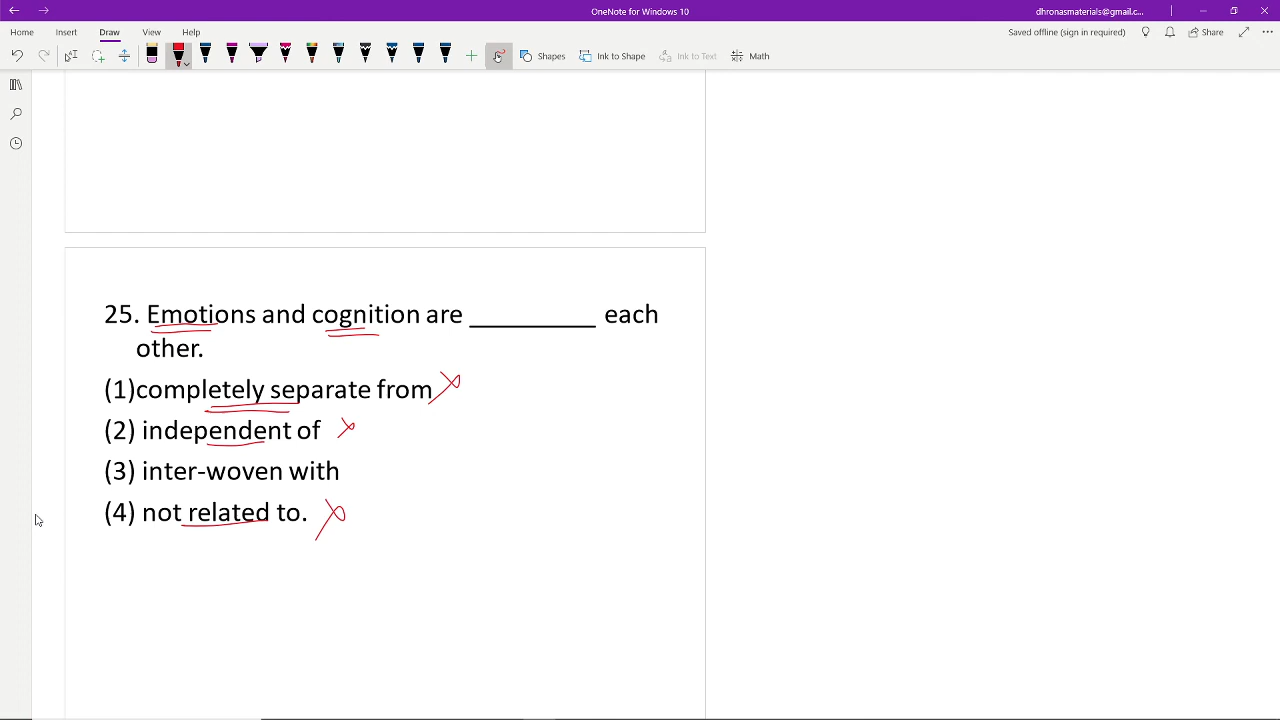 OneNote for Windows 10
dhronasmaterials@gmail.c...
Home Insert Draw View Help
Saved offline (sign in required)
Share
Shapes
Ink to Shape
Ink to Text
Math
25. Emotions and cognition are __________ each
other.
(1)completely separate from
(2) independent of
(3) inter-woven with
(4) not related to.